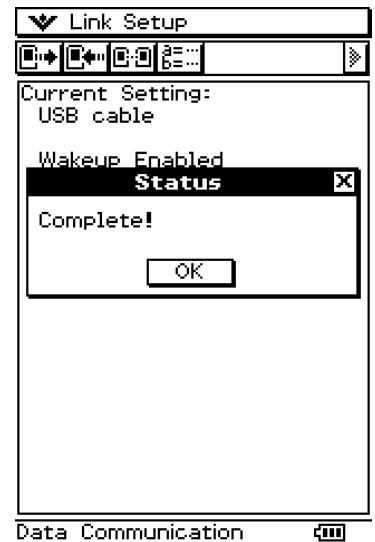 Link Setup
Current Setting:
USB cable
Wakeup Enabled
Status
Complete!
OK
Data Communication